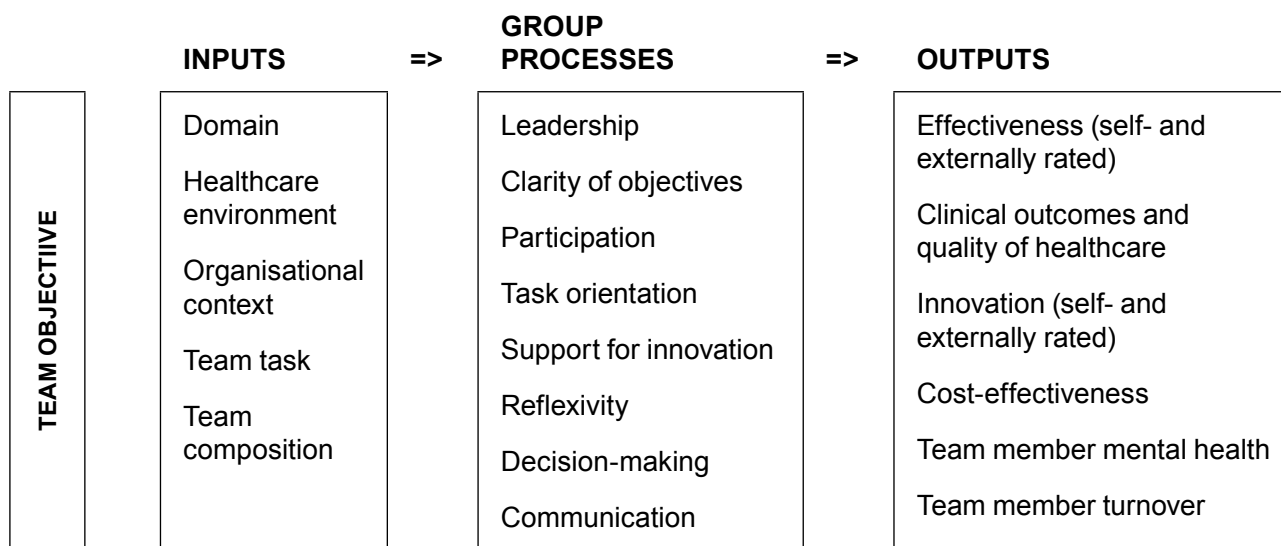 INPUTS
=>
GROUP
PROCESSES
=>
OUTPUTS
TEAM OBJECTIIVE
Domain
Healthcare
environment
Organisational
context
Team task
Team
composition
Leadership
Clarity of objectives
Participation
Task orientation
Support for innovation
Reflexivity
Decision-making
Communication
Effectiveness (self- and
externally rated)
Clinical outcomes and
quality of healthcare
Innovation (self- and
externally rated)
Cost-effectiveness
Team member mental health
Team member turnover